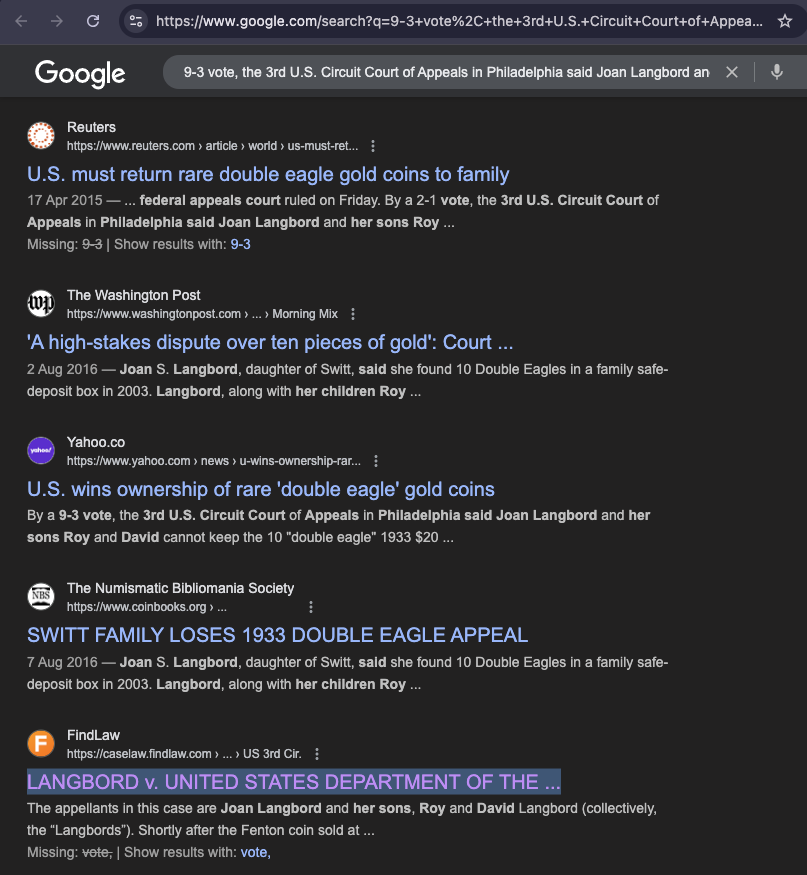 https://www.google.com/search?q=9-3+vote%2C+the+3rd+U.S.+Circuit+Court+of+Appea...
Google
9-3 vote, the 3rd U.S. Circuit Court of Appeals in Philadelphia said Joan Langbord an
Reuters
https://www.reuters.com › article › world › us-must-ret...
U.S. must return rare double eagle gold coins to family
17 Apr 2015 — ... federal appeals court ruled on Friday. By a 2-1 vote, the 3rd U.S. Circuit Court of
Appeals in Philadelphia said Joan Langbord and her sons Roy ...
Missing: 9-3 | Show results with: 9-3
wp
The Washington Post
https://www.washingtonpost.com › ... › Morning Mix
'A high-stakes dispute over ten pieces of gold': Court ...
2 Aug 2016 — Joan S. Langbord, daughter of Switt, said she found 10 Double Eagles in a family safe-
deposit box in 2003. Langbord, along with her children Roy ...
yahoo!
Yahoo.co
https://www.yahoo.com › news › u-wins-ownership-rar...
U.S. wins ownership of rare 'double eagle' gold coins
By a 9-3 vote, the 3rd U.S. Circuit Court of Appeals in Philadelphia said Joan Langbord and her
sons Roy and David cannot keep the 10 "double eagle" 1933 $20 ...
NBS
The Numismatic Bibliomania Society
https://www.coinbooks.org › ...
SWITT FAMILY LOSES 1933 DOUBLE EAGLE APPEAL
7 Aug 2016 — Joan S. Langbord, daughter of Switt, said she found 10 Double Eagles in a family safe-
deposit box in 2003. Langbord, along with her children Roy ...
F
FindLaw
https://caselaw.findlaw.com › ... › US 3rd Cir.
LANGBORD v. UNITED STATES DEPARTMENT OF THE ...
The appellants in this case are Joan Langbord and her sons, Roy and David Langbord (collectively,
the “Langbords”). Shortly after the Fenton coin sold at ...
Missing: vote, | Show results with: vote,